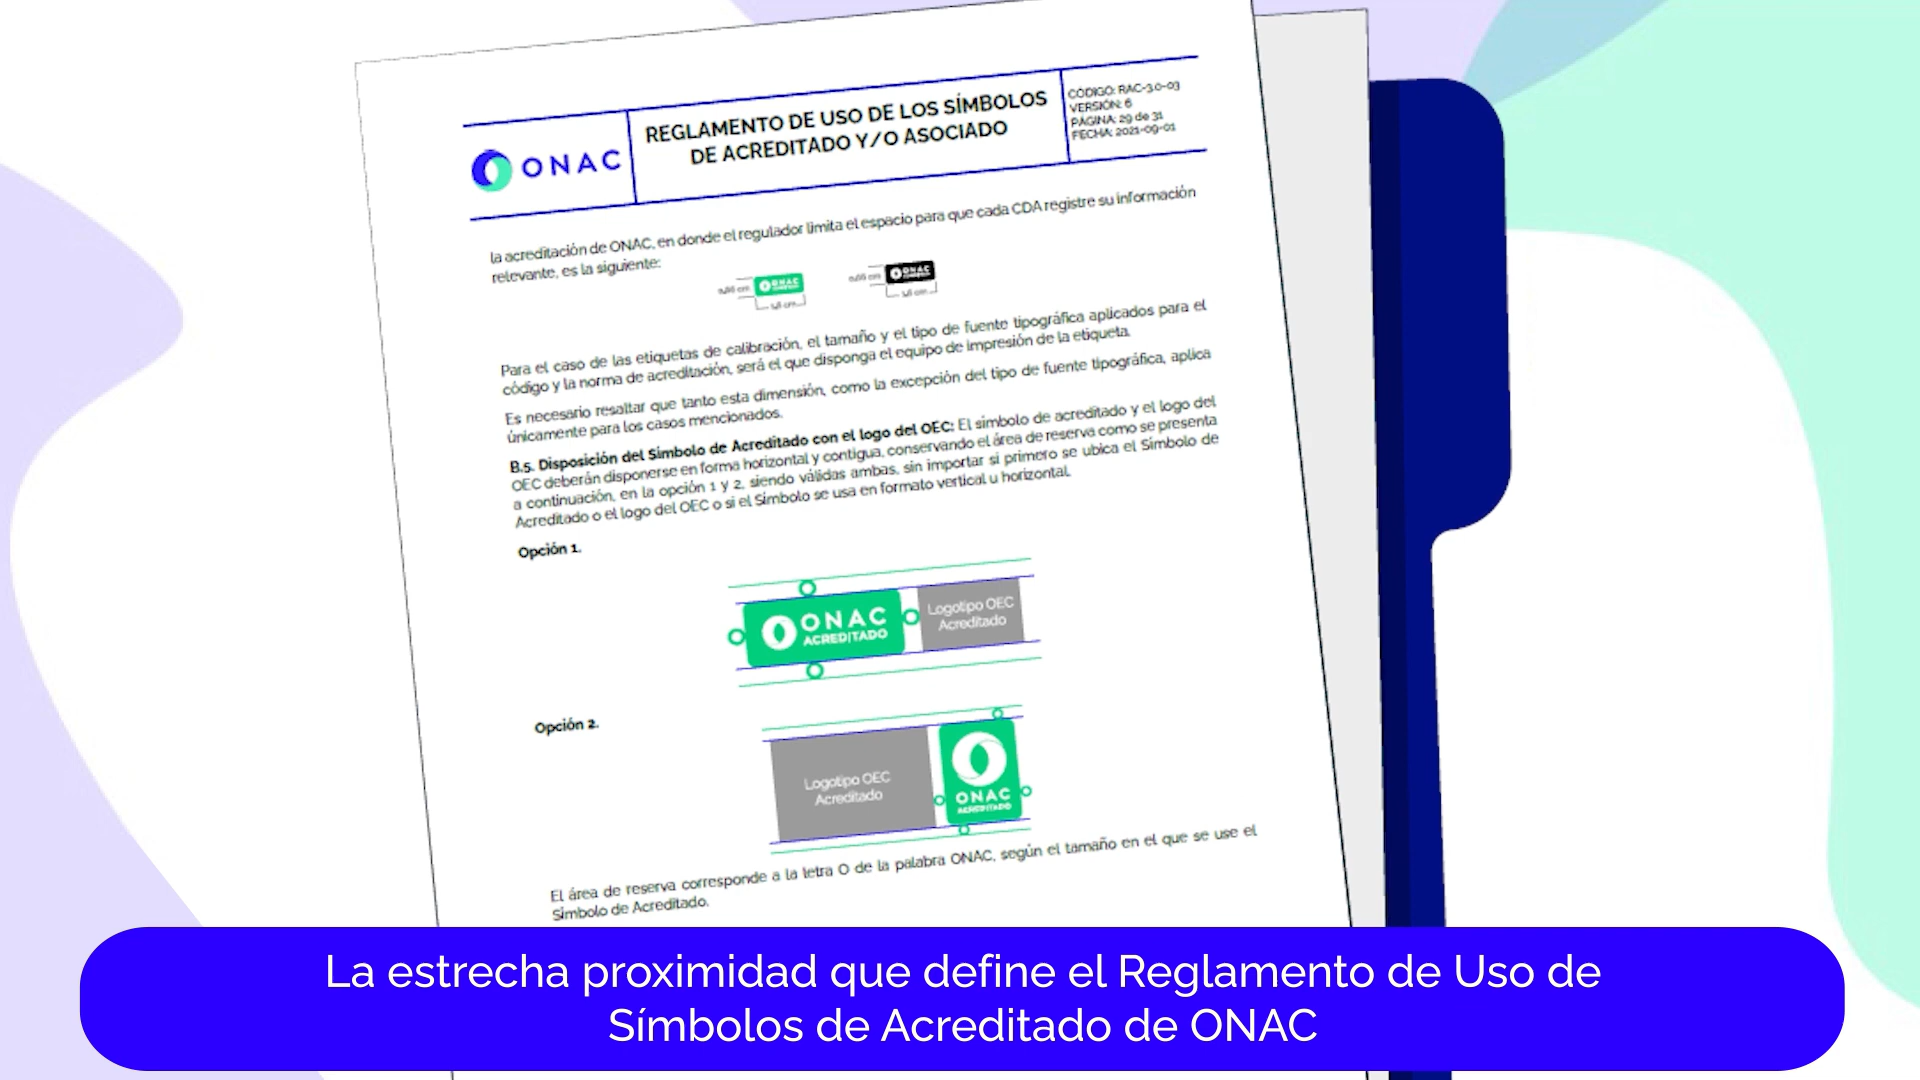 ONAC
REGLAMENTO DE USO DE LOS SÍMBOLOS
DE ACREDITADO Y/O ASOCIADO
CÓDIGO: RAC-3.0-03
VERSIÓN: 6
PÁGINA: 29 de 31
FECHA: 2021-09-01
la acreditación de ONAC, en donde el regulador limita el espacio para que cada CDA registre su información
relevante, es la siguiente:
ONAC
ONAC
Para el caso de las etiquetas de calibración, el tamaño y el tipo de fuente tipográfica aplicados para el
código y la norma de acreditación, será el que disponga el equipo de impresión de la etiqueta.
Es necesario resaltar que tanto esta dimensión, como la excepción del tipo de fuente tipográfica, aplica
únicamente para los casos mencionados.
B.5. Disposición del Símbolo de Acreditado con el logo del OEC: El símbolo de acreditado y el logo del
OEC deberán disponerse en forma horizontal y contigua, conservando el área de reserva como se presenta
a continuación, en la opción 1 y 2, siendo válidas ambas, sin importar si primero se ubica el Símbolo de
Acreditado o el logo del OEC o si el Símbolo se usa en formato vertical u horizontal.
Opción 1.
ONAC
ACREDITADO
Logotipo OEC
Acreditado
Opción 2.
Logotipo OEC
Acreditado
ONAC
ACREDITADO
El área de reserva corresponde a la letra O de la palabra ONAC, según el tamaño en el que se use el
Símbolo de Acreditado.
La estrecha proximidad que define el Reglamento de Uso de
Símbolos de Acreditado de ONAC